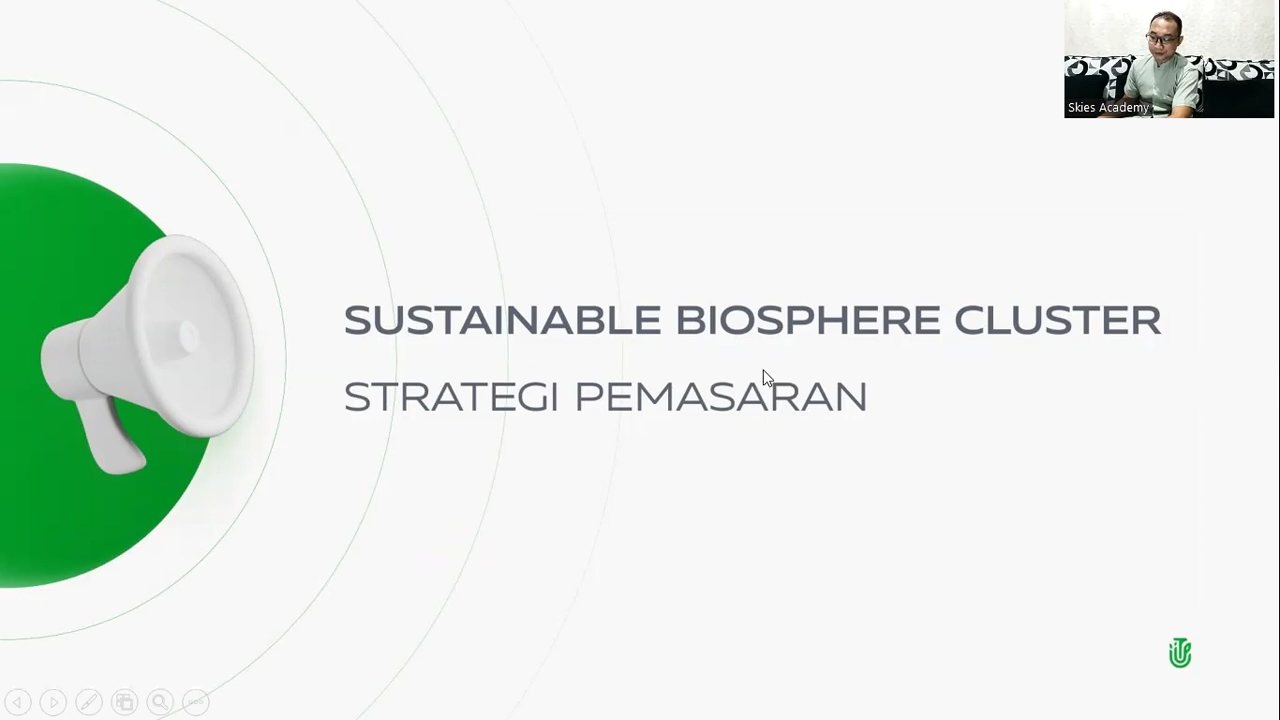 Skies Academy
SUSTAINABLE BIOSPHERE CLUSTER
STRATEGI PEMASARAN